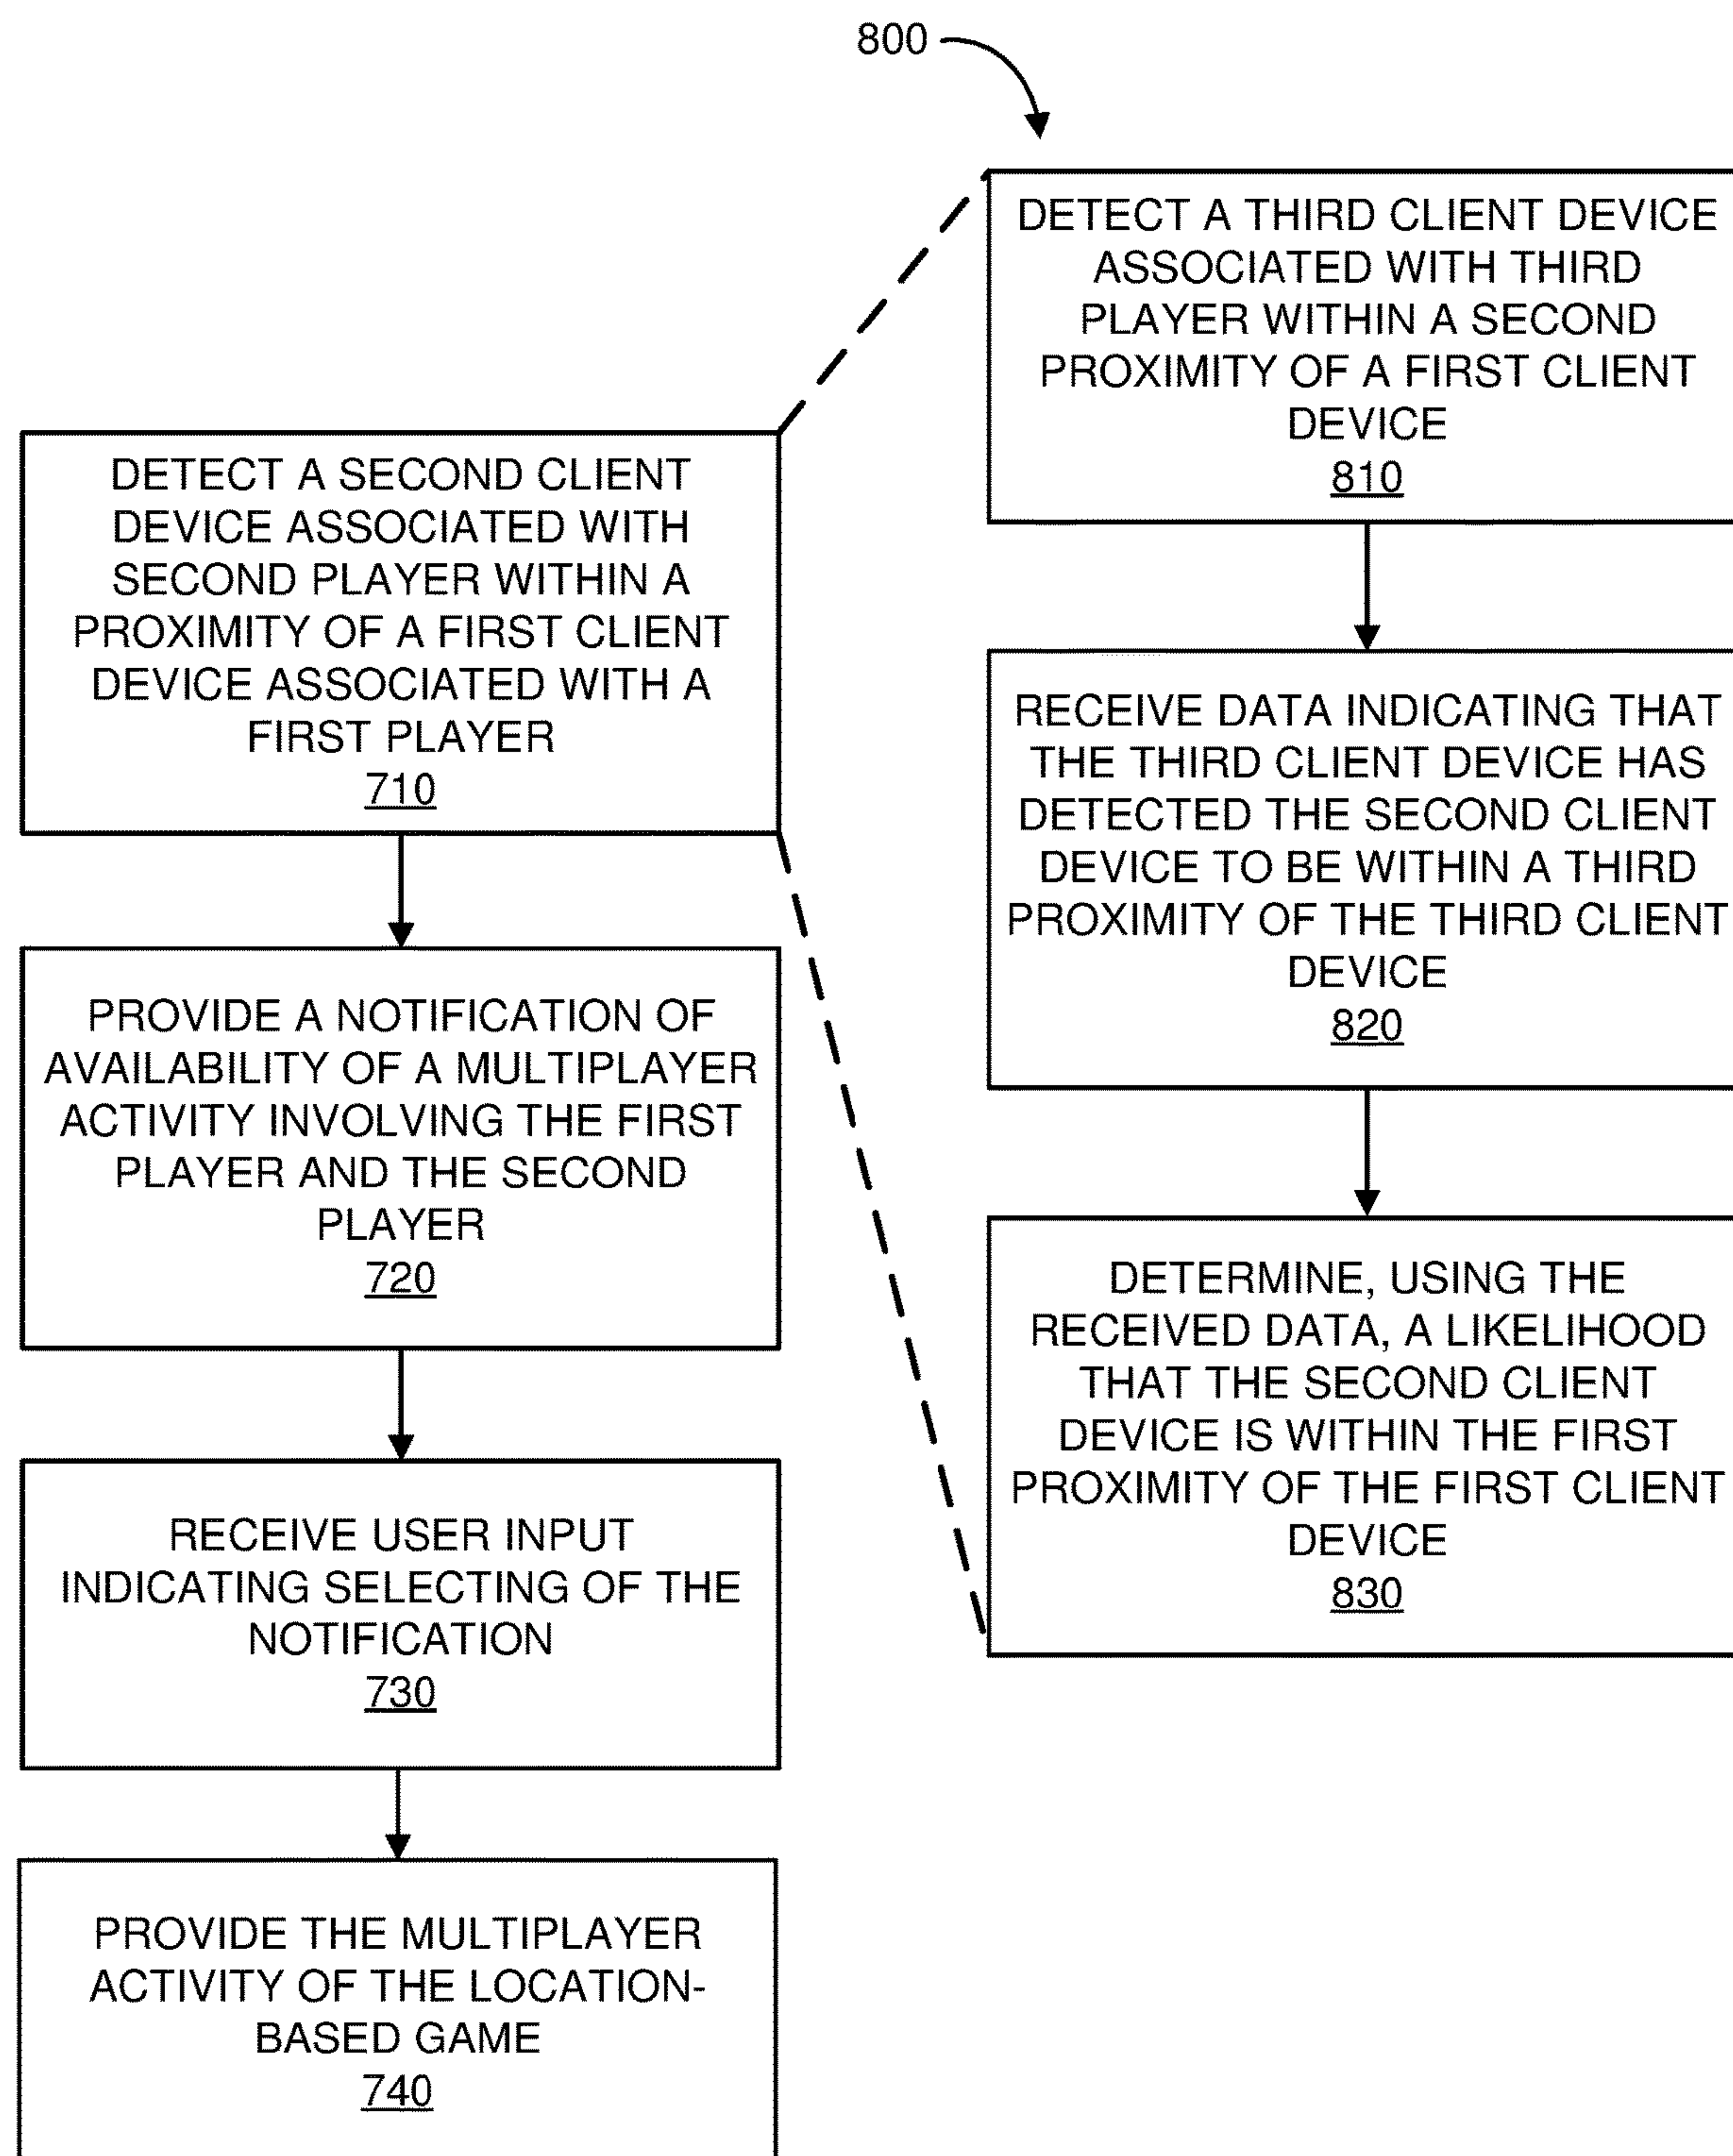 800
DETECT A SECOND CLIENT
DEVICE ASSOCIATED WITH
SECOND PLAYER WITHIN A
PROXIMITY OF A FIRST CLIENT
DEVICE ASSOCIATED WITH A
FIRST PLAYER
710
PROVIDE A NOTIFICATION OF
AVAILABILITY OF A MULTIPLAYER
ACTIVITY INVOLVING THE FIRST
PLAYER AND THE SECOND
PLAYER
720
RECEIVE USER INPUT
INDICATING SELECTING OF THE
NOTIFICATION
730
PROVIDE THE MULTIPLAYER
ACTIVITY OF THE LOCATION-
BASED GAME
740
DETECT A THIRD CLIENT DEVICE
ASSOCIATED WITH THIRD
PLAYER WITHIN A SECOND
PROXIMITY OF A FIRST CLIENT
DEVICE
810
RECEIVE DATA INDICATING THAT
THE THIRD CLIENT DEVICE HAS
DETECTED THE SECOND CLIENT
DEVICE TO BE WITHIN A THIRD
PROXIMITY OF THE THIRD CLIENT
DEVICE
820
DETERMINE, USING THE
RECEIVED DATA, A LIKELIHOOD
THAT THE SECOND CLIENT
DEVICE IS WITHIN THE FIRST
PROXIMITY OF THE FIRST CLIENT
DEVICE
830